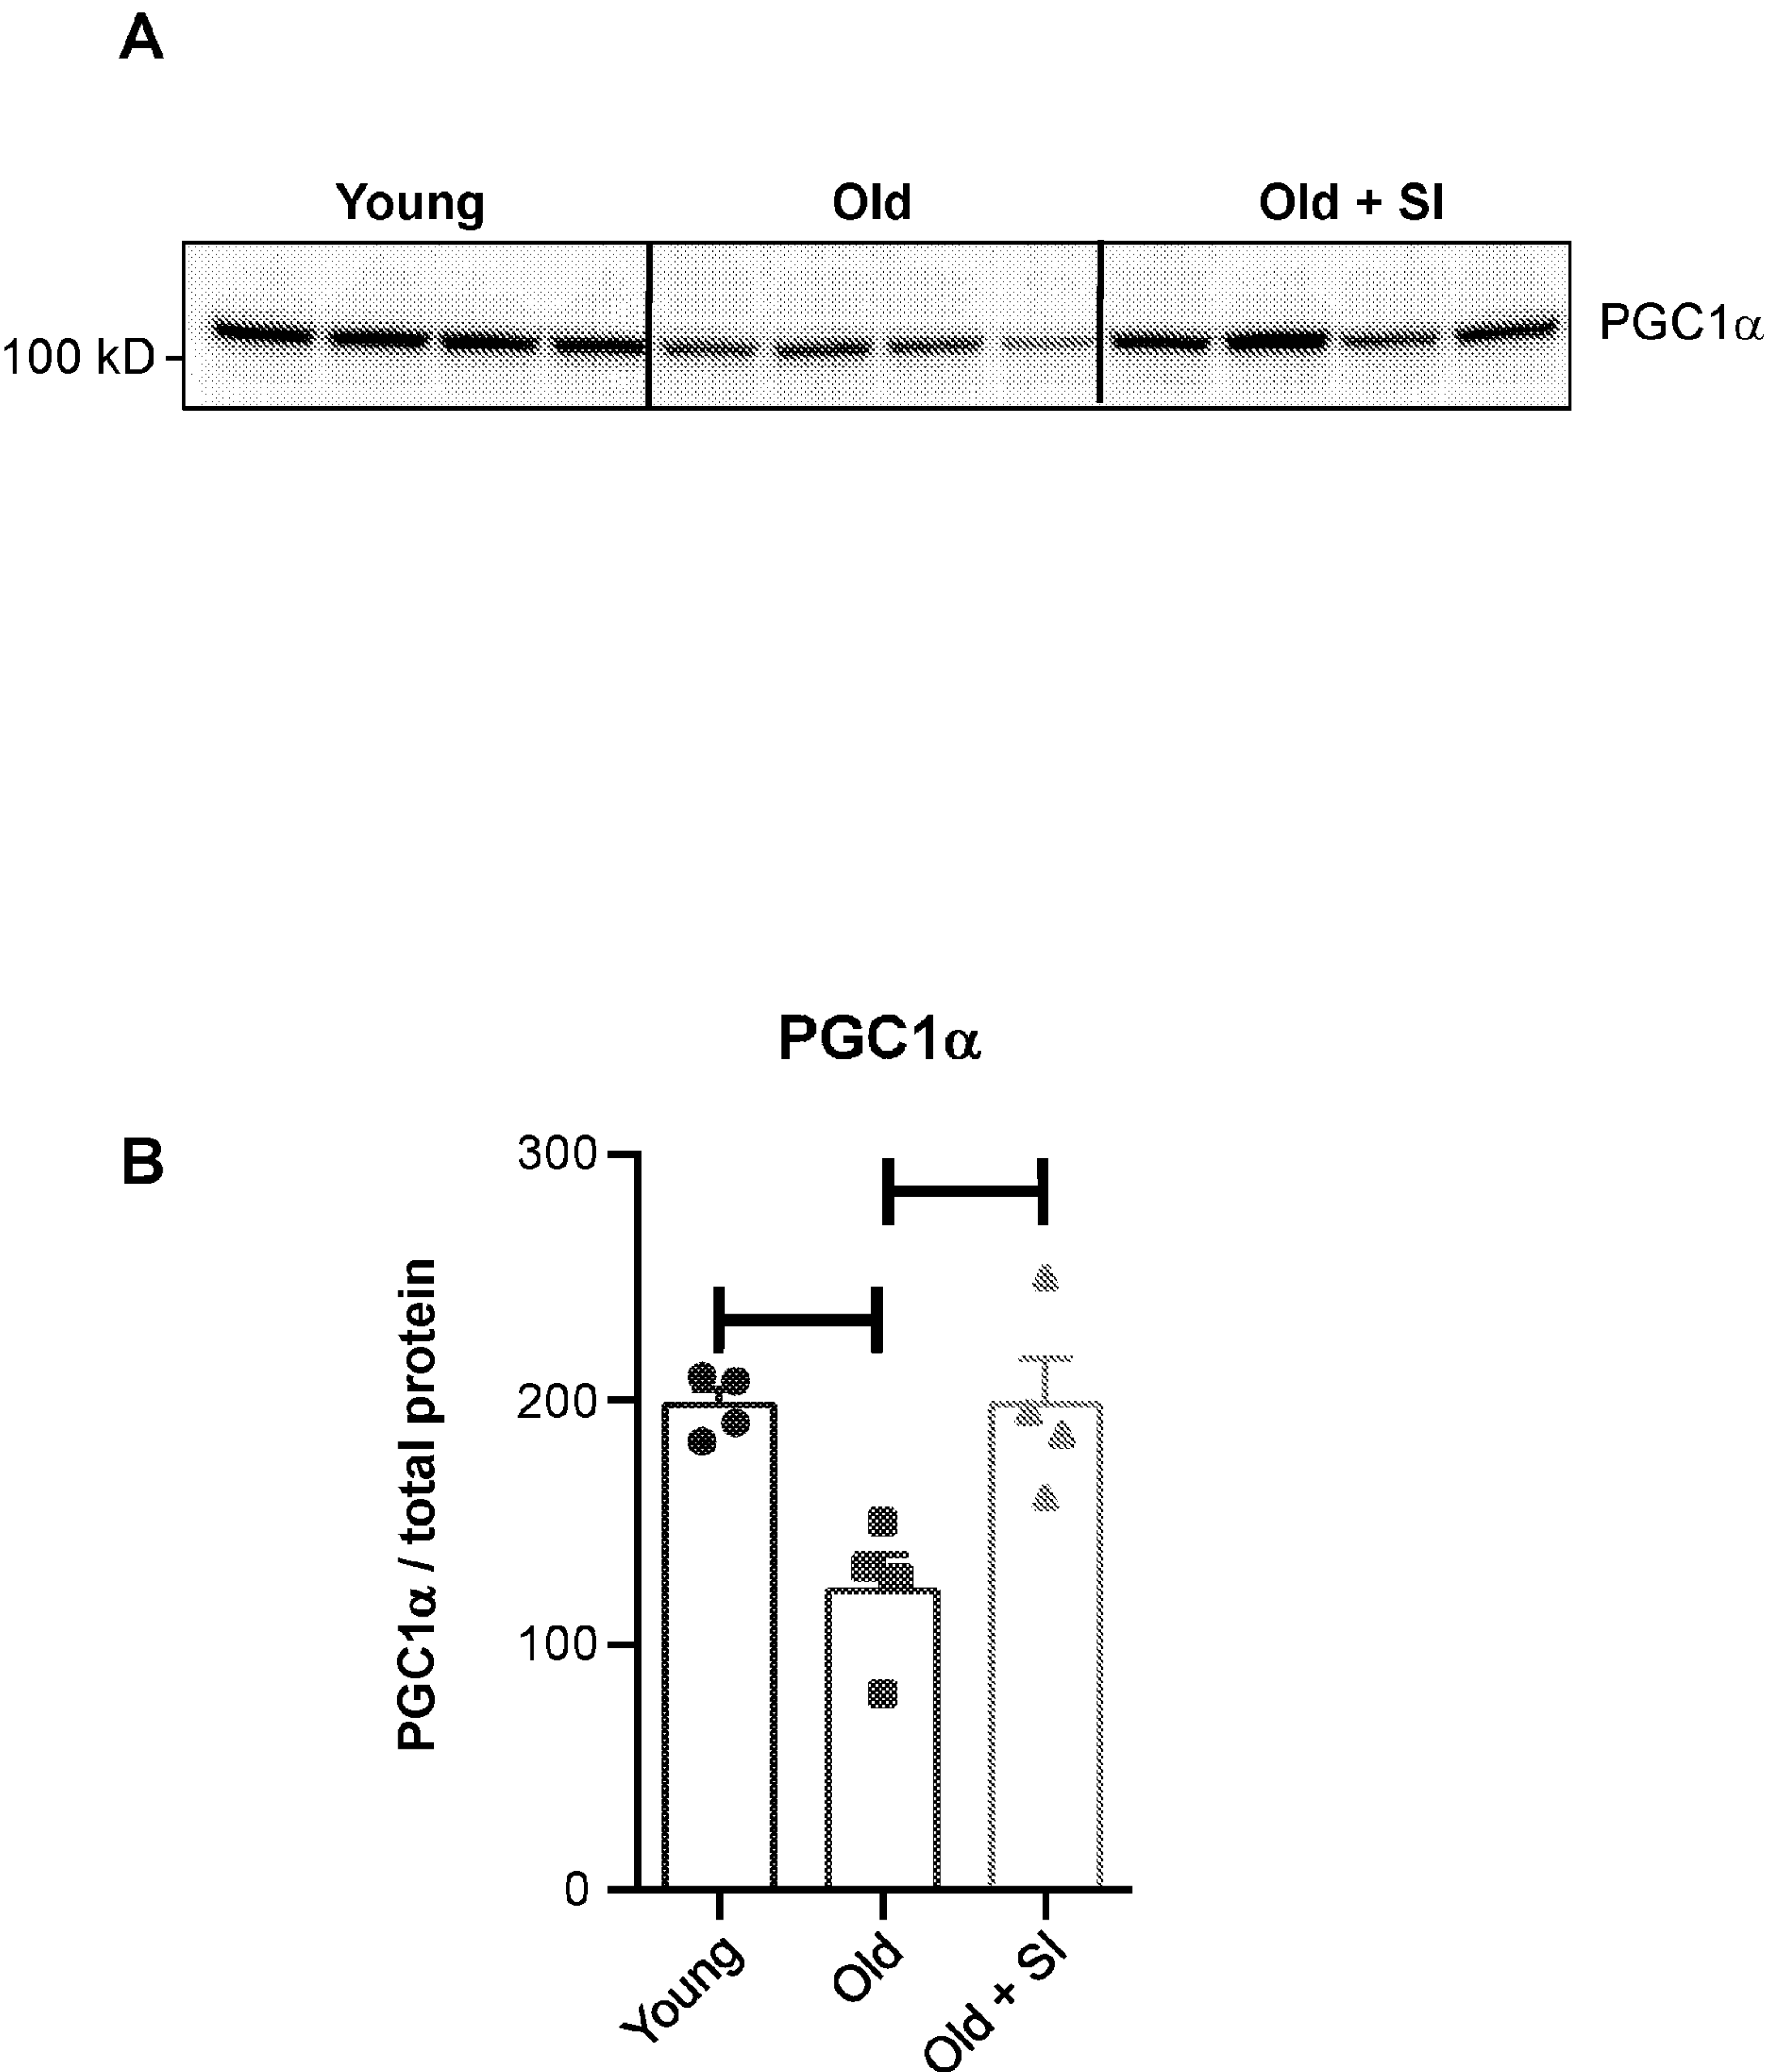 A
Young Old Old + SI
100 kD
PGC1α
PGC1α
B
PGC1α / total protein
300
200
100
0
Young
Old
Old + SI